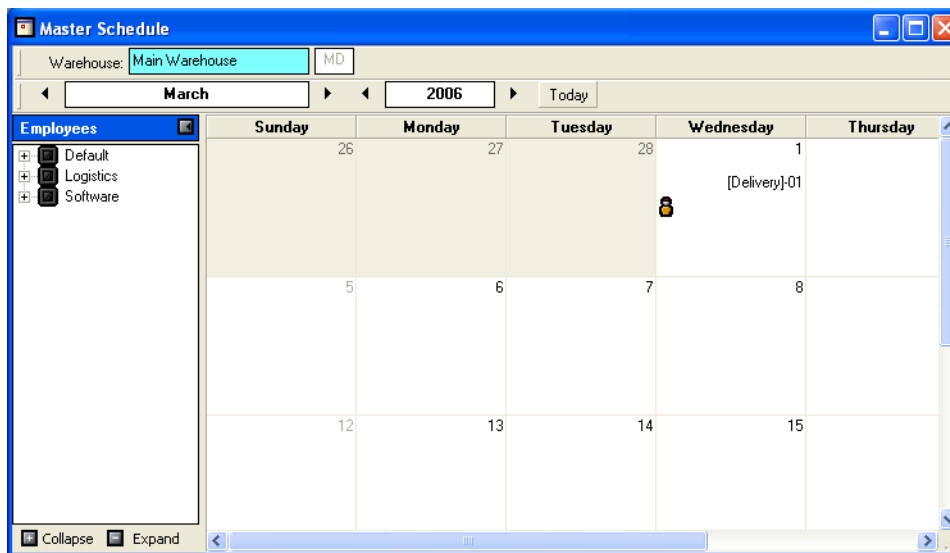 Master Schedule
Warehouse: Main Warehouse MD
March 2006 Today
Employees
Default
Logistics
Software
Collapse Expand
Sunday Monday Tuesday Wednesday Thursday
26 27 28 1
[Delivery]-01
5 6 7 8
12 13 14 15